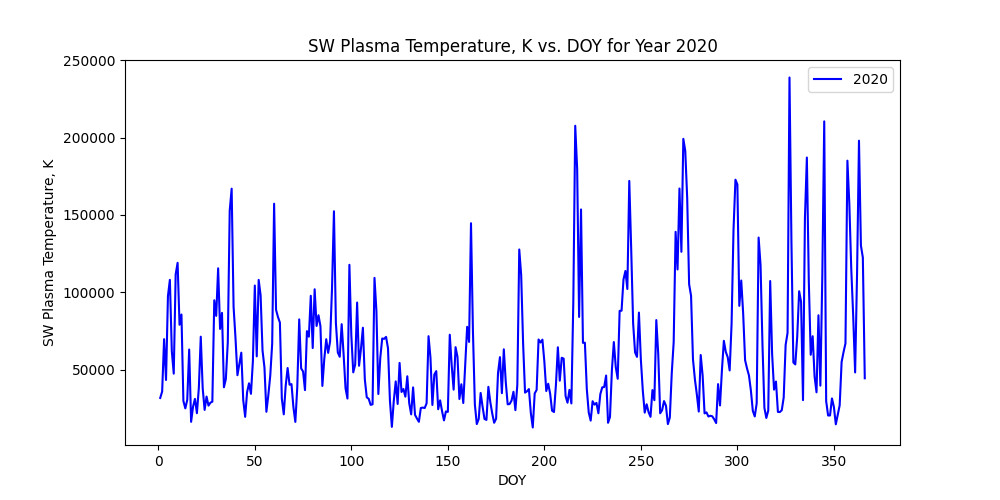 SW Plasma Temperature, K vs. DOY for Year 2020
250000
200000
150000
100000
50000
SW Plasma Temperature, K
2020
0 50 100 150 200 250 300 350
DOY